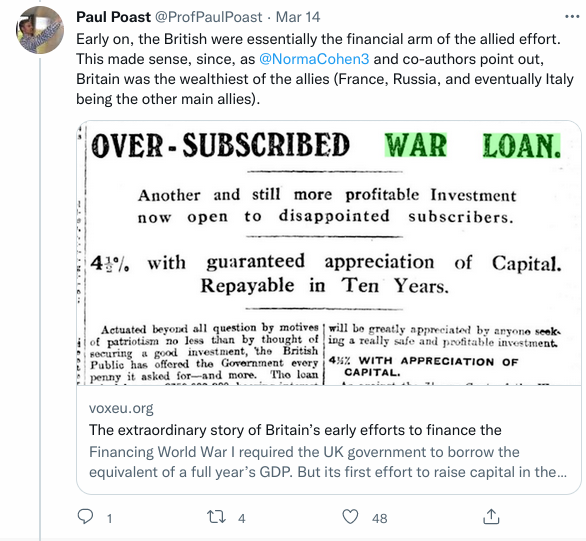 Paul Poast @ProfPaulPoast · Mar 14
Early on, the British were essentially the financial arm of the allied effort.
This made sense, since, as @NormaCohen3 and co-authors point out,
Britain was the wealthiest of the allies (France, Russia, and eventually Italy
being the other main allies).
OVER-SUBSCRIBED WAR LOAN.
Another and still more profitable Investment
now open to disappointed subscribers.
4½% with guaranteed appreciation of Capital.
Repayable in Ten Years.
Actuated beyond all question by motives
of patriotism no less than by thought of
securing a good investment, the British
Public has offered the Government every
penny it asked for—and more. The loan
will be greatly appreciated by anyone seek-
ing a really safe and profitable investment.
4½% WITH APPRECIATION OF
CAPITAL.
voxeu.org
The extraordinary story of Britain's early efforts to finance the
Financing World War I required the UK government to borrow the
equivalent of a full year's GDP. But its first effort to raise capital in the...
1 4 48